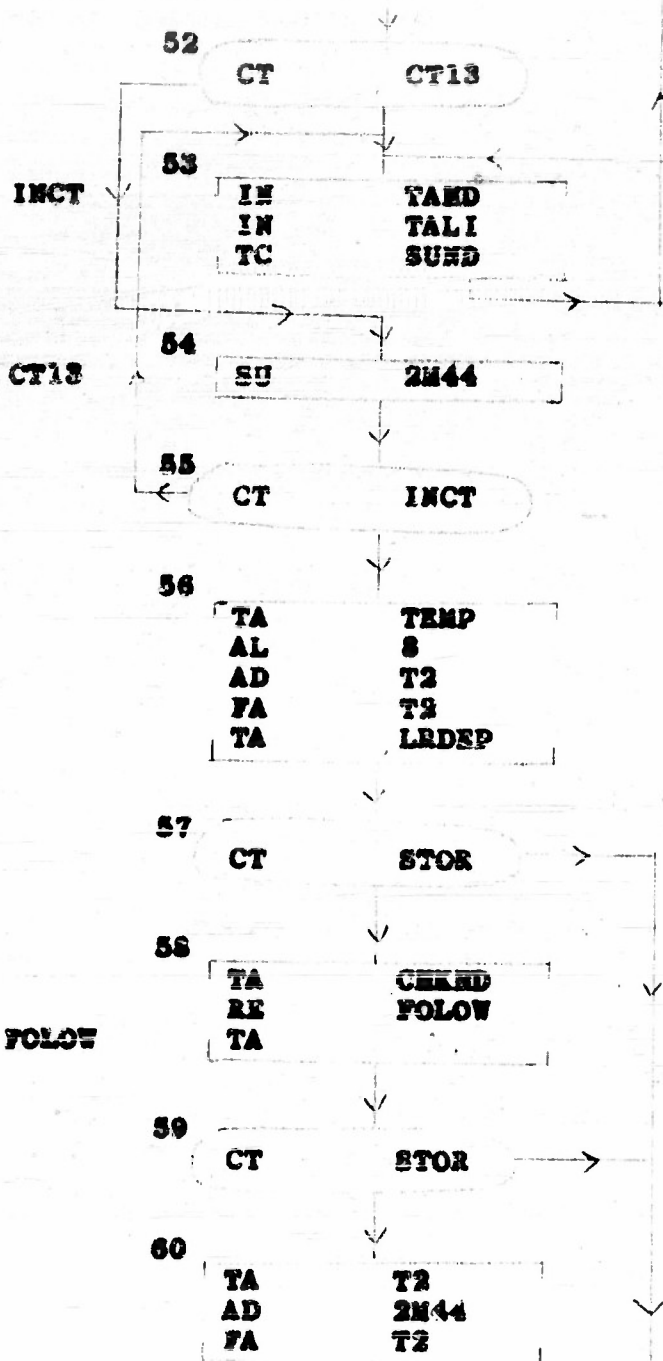 52
CT CT13
53
INCT
IN TAND
IN TALI
TC SUND
54
CT13
SU 2M44
55
CT INCT
56
TA TEMP
AL 8
AD T2
FA T2
TA LRDEP
57
CT STOR
58
TA CHKND
RE FOLOW
FOLOW
TA
59
CT STOR
60
TA T2
AD 2M44
FA T2